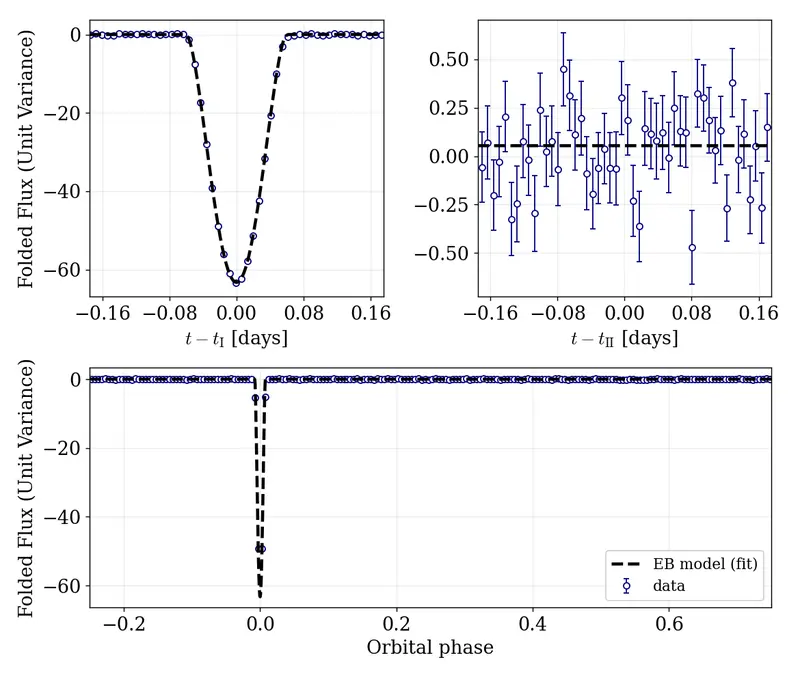 Folded Flux (Unit Variance)
0
−20
−40
−60
−0.16 −0.08 0.00 0.08 0.16
t − tI [days]
0.50
0.25
0.00
−0.25
−0.50
−0.16 −0.08 0.00 0.08 0.16
t − tII [days]
Folded Flux (Unit Variance)
0
−20
−40
−60
−0.2 0.0 0.2 0.4 0.6
Orbital phase
EB model (fit)
data